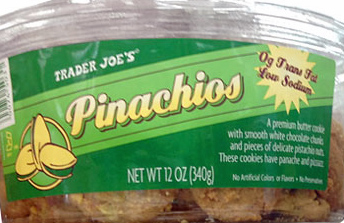 TRADER JOE'S
Pinachios
0g Trans Fat
Low Sodium
A premium butter cookie
with smooth white chocolate chunks
and pieces of delicate pistachio nuts.
These cookies have panache and pizzazz.
NET WT 12 OZ (340g)
No Artificial Colors or Flavors • No Preservatives